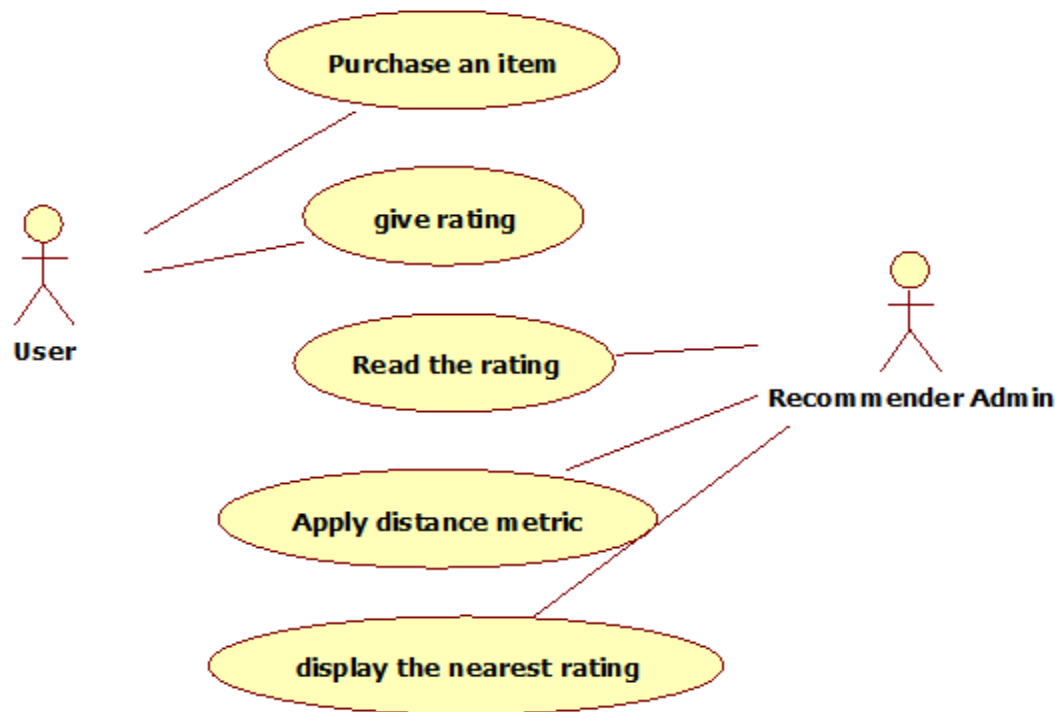 Purchase an item
give rating
User
Read the rating
Recommender Admin
Apply distance metric
display the nearest rating